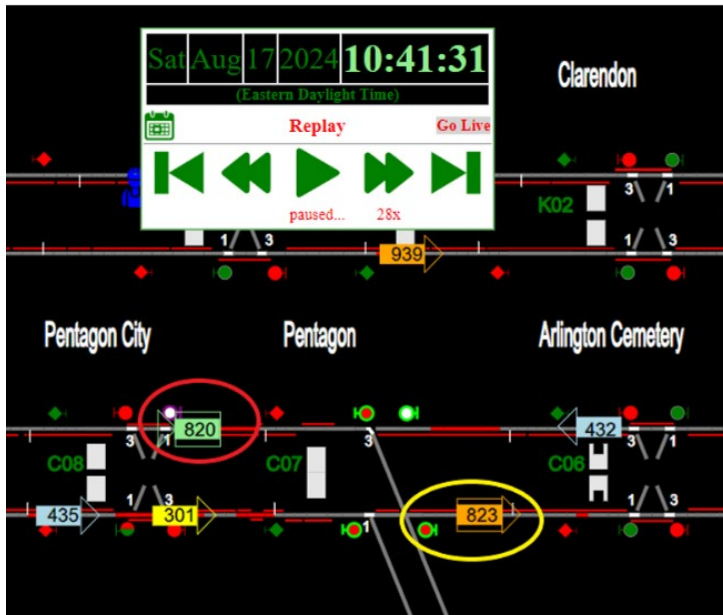 Sat Aug 17 2024 10:41:31
(Eastern Daylight Time)
Replay Go Live
paused... 28x
Clarendon
3 1
K02
1 3
939
1 3
Pentagon City Pentagon Arlington Cemetery
820
432
3 1
3
3 1
C08 C07 C06
1 3
1 3
435 301
1
823